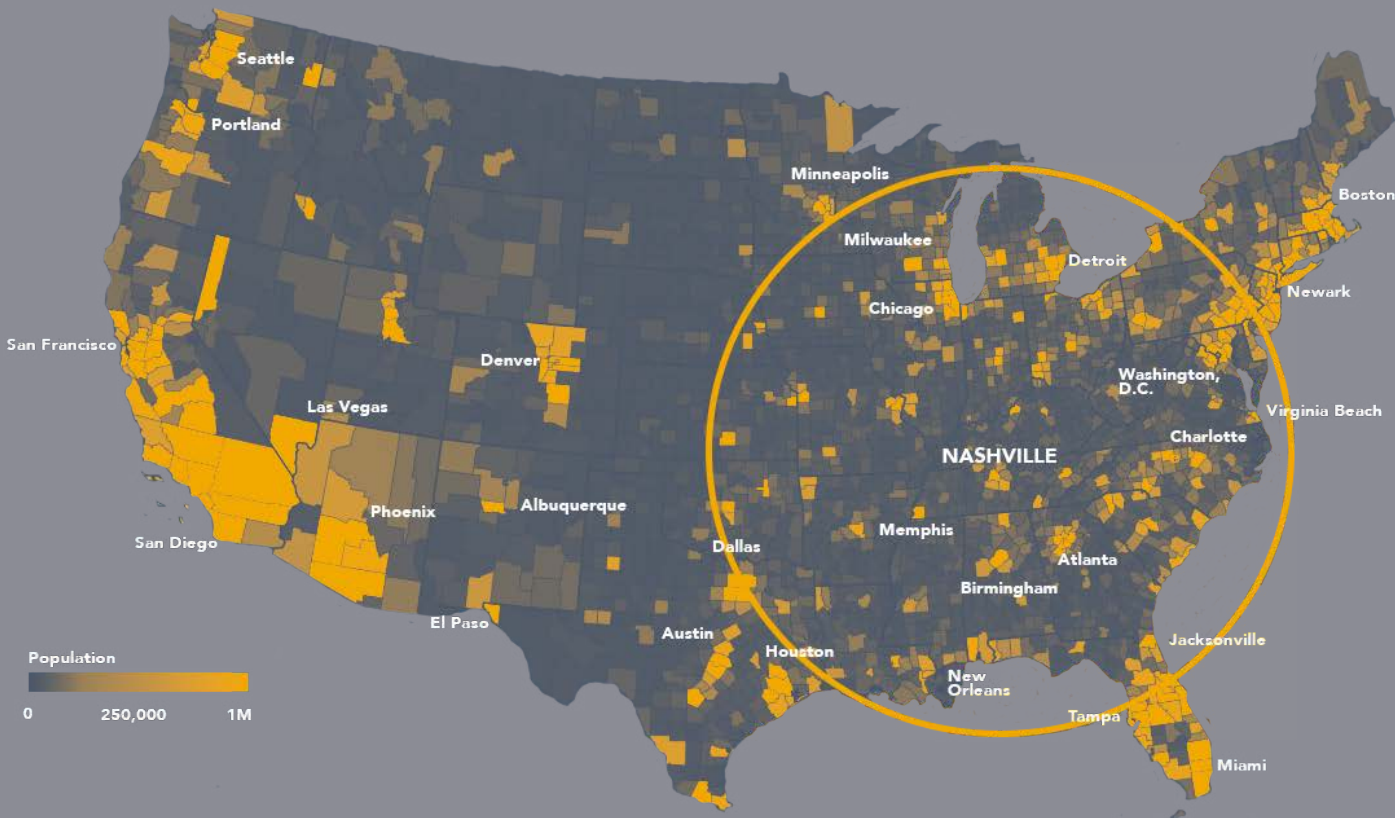 Seattle
Portland
Minneapolis
Boston
Milwaukee
Detroit
Newark
Chicago
San Francisco
Denver
Washington,
D.C.
Las Vegas
Virginia Beach
Charlotte
NASHVILLE
Albuquerque
Phoenix
Memphis
San Diego
Dallas
Atlanta
Birmingham
El Paso
Austin
Jacksonville
Houston
Population
New
Orleans
0 250,000 1M
Tampa
Miami